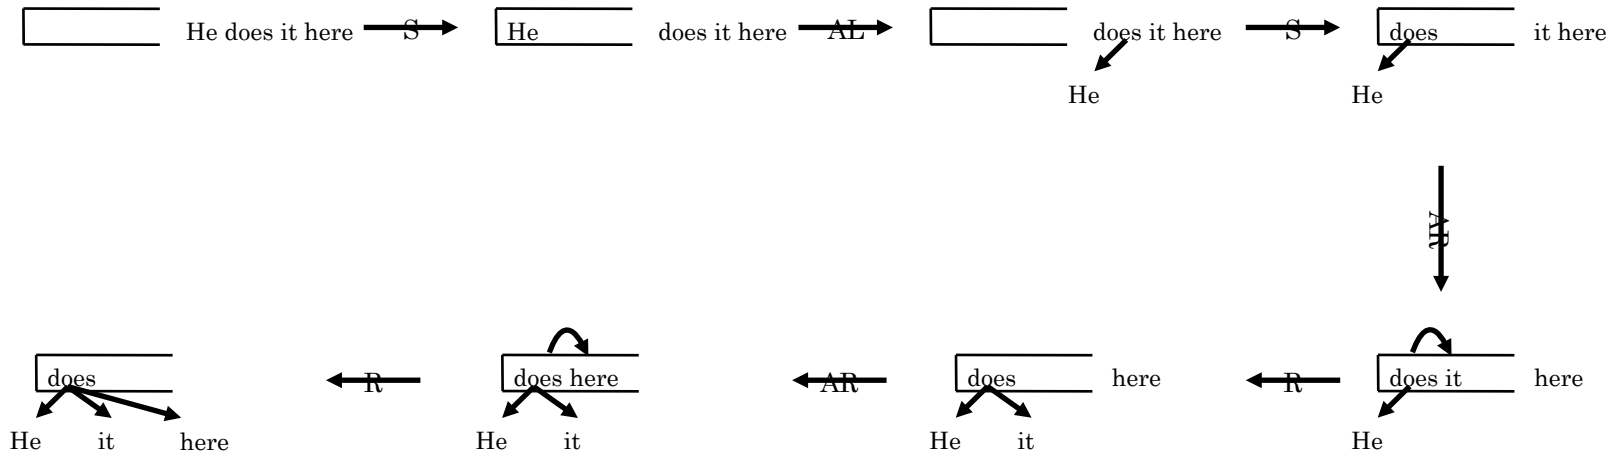 He does it here S He does it here AL does it here S does it here
He He
AR
does R does here AR does here R does it here
He it here He it He it He